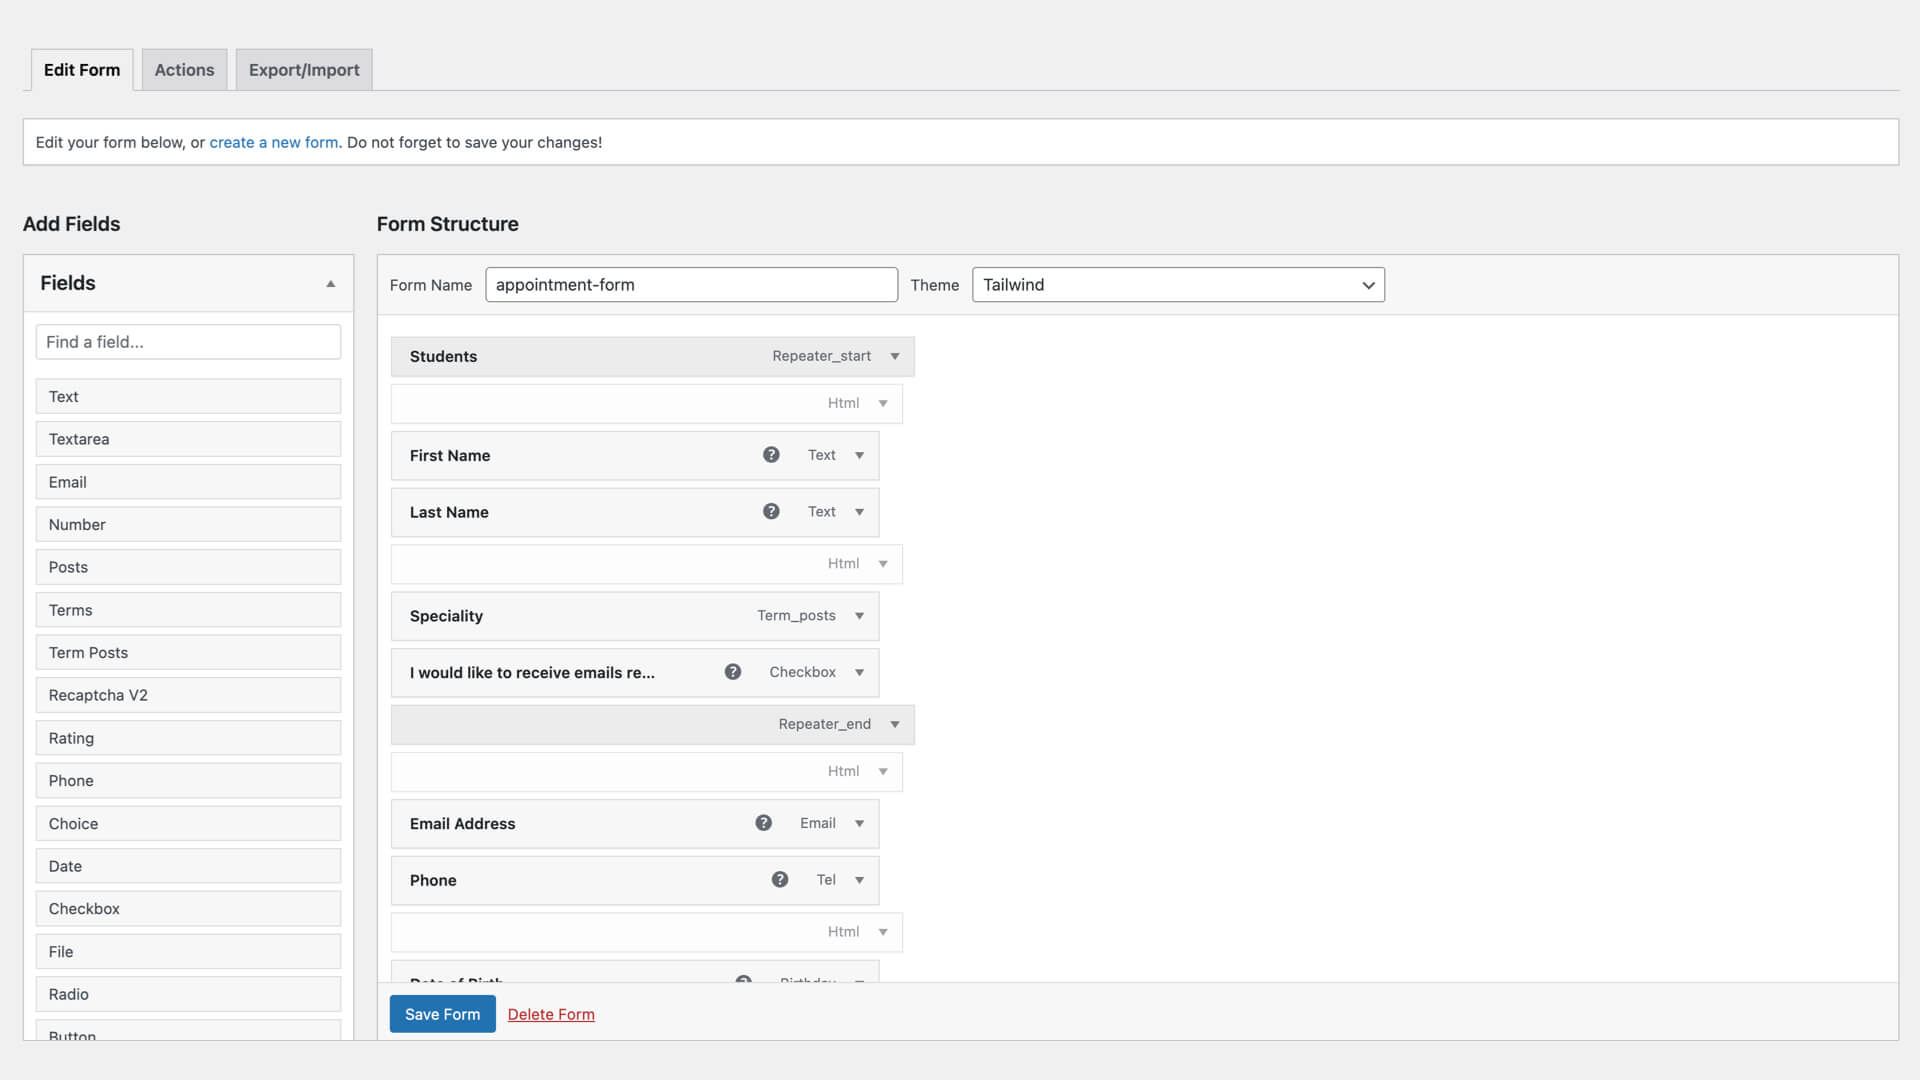 Edit Form
Actions
Export/Import
Edit your form below, or create a new form. Do not forget to save your changes!
Add Fields
Form Structure
Fields
Form Name
appointment-form
Theme
Tailwind
Find a field...
Text
Textarea
Email
Number
Posts
Terms
Term Posts
Recaptcha V2
Rating
Phone
Choice
Date
Checkbox
File
Radio
Button
Students
Repeater_start
Html
First Name
?
Text
Last Name
?
Text
Html
Speciality
Term_posts
I would like to receive emails re...
?
Checkbox
Repeater_end
Html
Email Address
?
Email
Phone
?
Tel
Html
Date of Birth
?
Birthday
Save Form
Delete Form